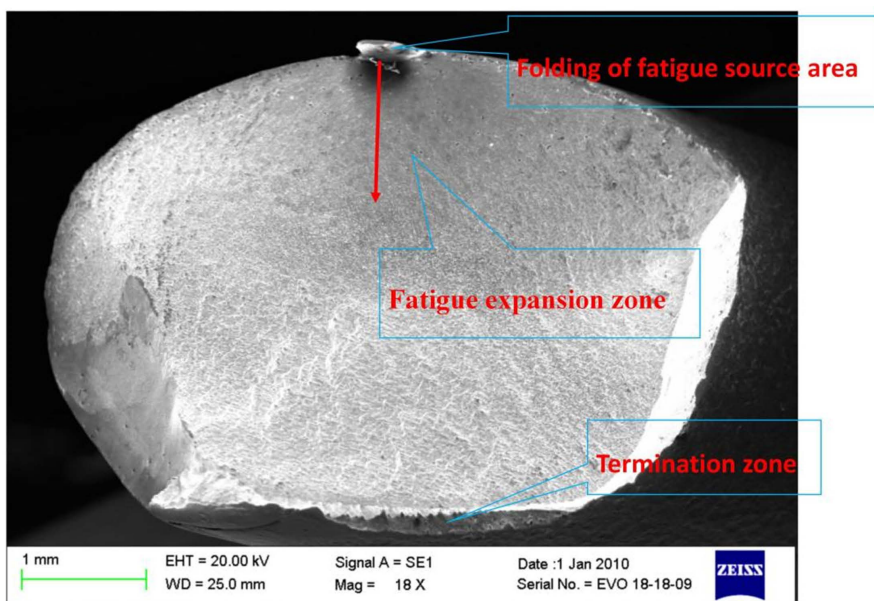 Folding of fatigue source area
Fatigue expansion zone
Termination zone
1 mm
EHT = 20.00 kV
WD = 25.0 mm
Signal A = SE1
Mag = 18 X
Date :1 Jan 2010
Serial No. = EVO 18-18-09
ZEISS